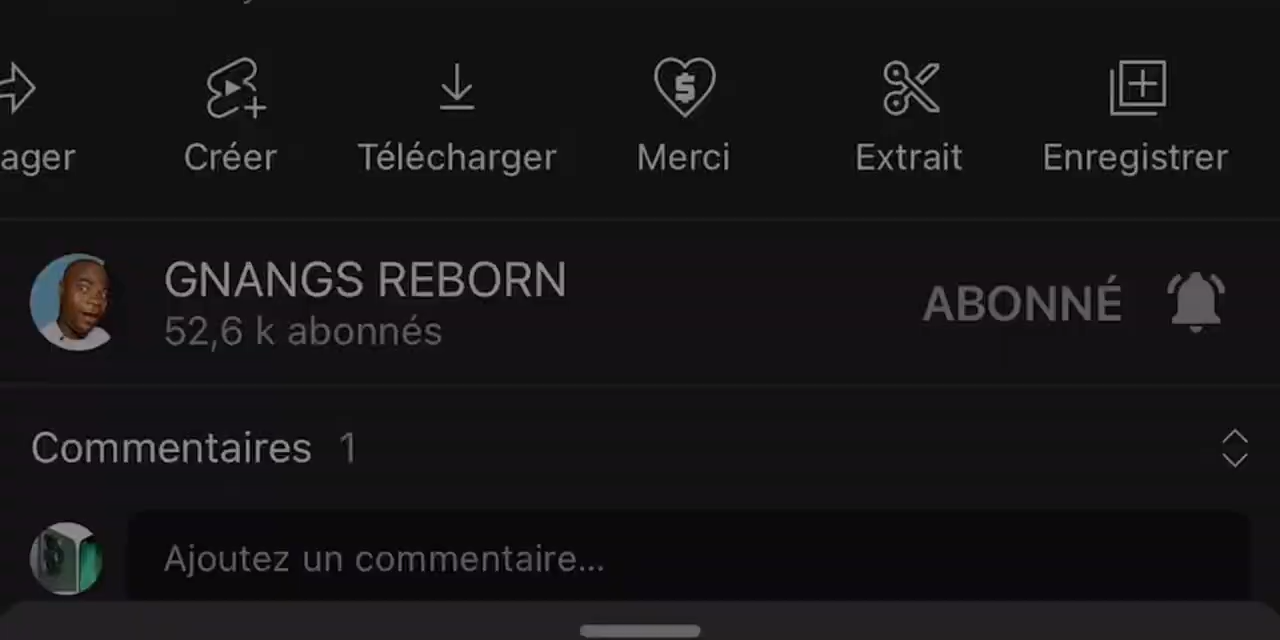 ager Créer Télécharger Merci Extrait Enregistrer
GNANGS REBORN
52,6 k abonnés
ABONNÉ
Commentaires 1
Ajoutez un commentaire...